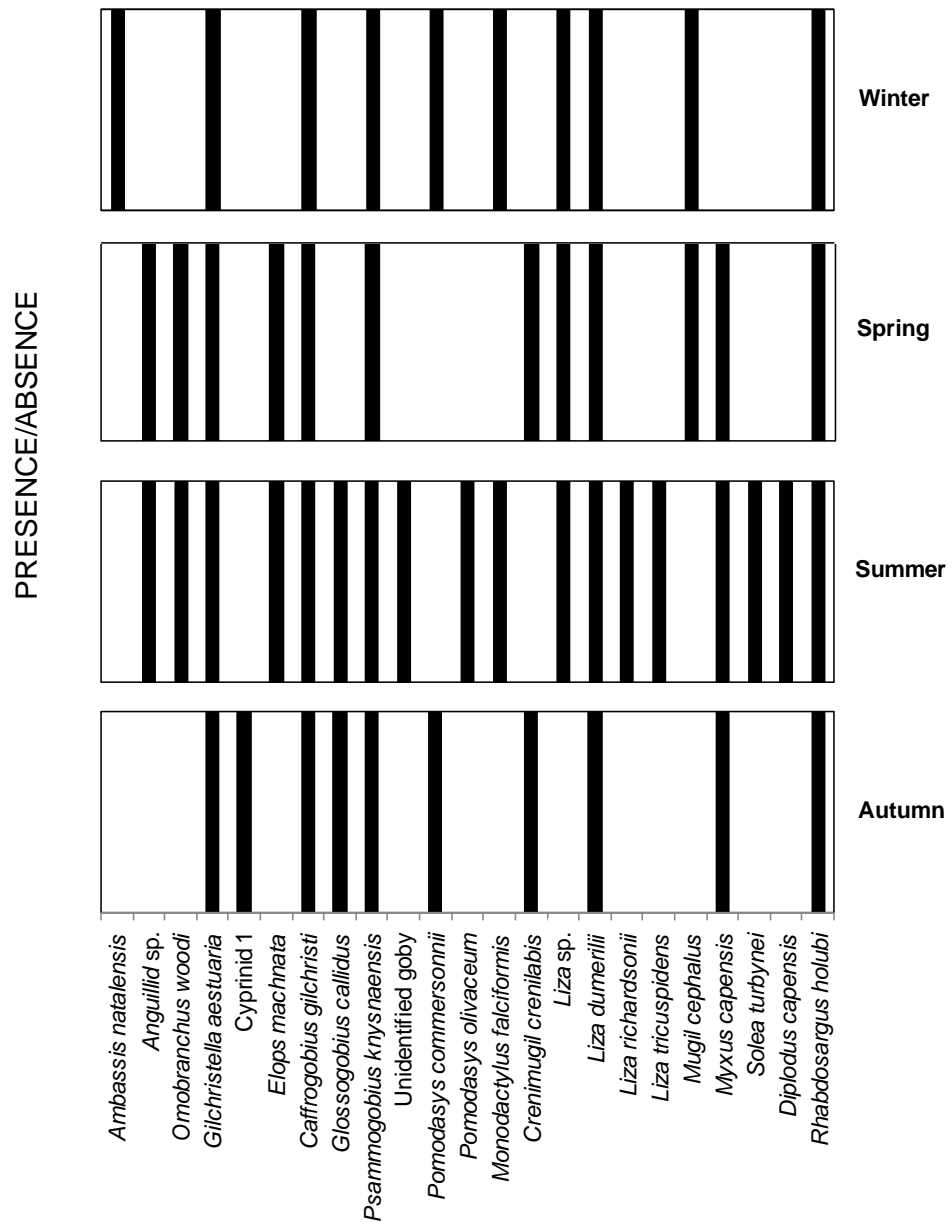 PRESENCE/ABSENCE
Winter
Spring
Summer
Autumn
Ambassis natalensis
Anguillid sp.
Omobranchus woodi
Gilchristella aestuaria
Cyprinid 1
Elops machnata
Caffrogobius gilchristi
Glossogobius callidus
Psammogobius knysnaensis
Unidentified goby
Pomodasys commersonnii
Pomodasys olivaceum
Monodactylus falciformis
Crenimugil crenilabis
Liza sp.
Liza dumerilii
Liza richardsonii
Liza tricuspidens
Mugil cephalus
Myxus capensis
Solea turbynei
Diplodus capensis
Rhabdosargus holubi